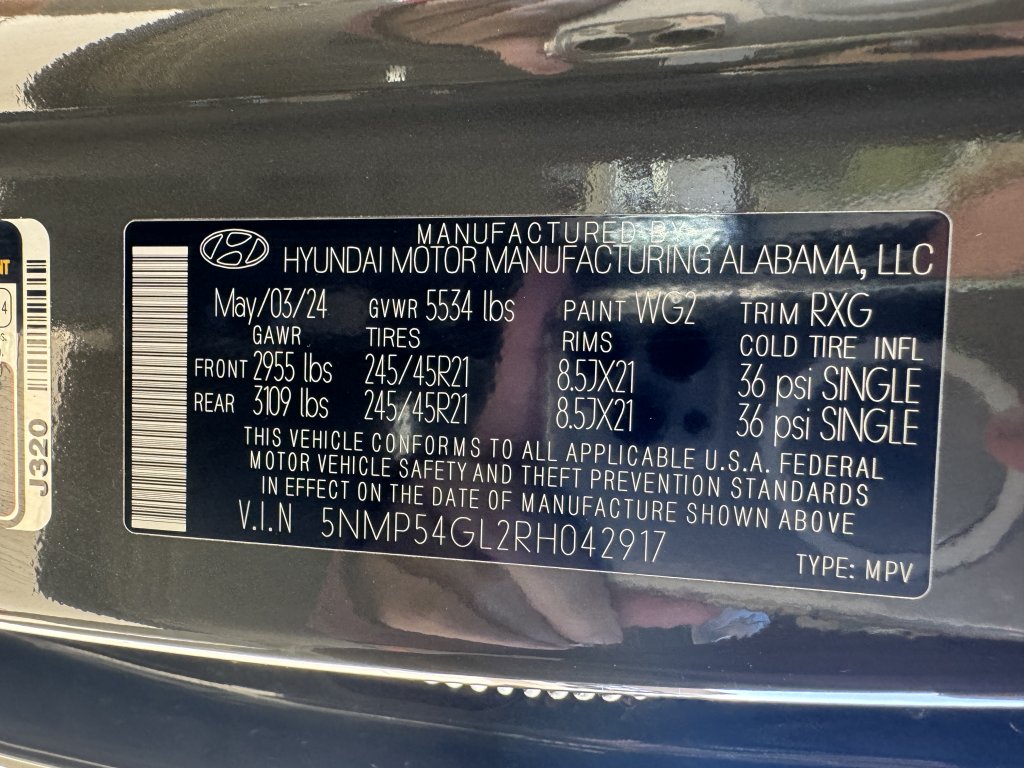 MANUFACTURED BY
HYUNDAI MOTOR MANUFACTURING ALABAMA, LLC
May/03/24 GVWR 5534 lbs PAINT WG2 TRIM RXG
GAWR TIRES RIMS COLD TIRE INFL
FRONT 2955 lbs 245/45R21 8.5JX21 36 psi SINGLE
REAR 3109 lbs 245/45R21 8.5JX21 36 psi SINGLE
THIS VEHICLE CONFORMS TO ALL APPLICABLE U.S.A. FEDERAL
MOTOR VEHICLE SAFETY AND THEFT PREVENTION STANDARDS
IN EFFECT ON THE DATE OF MANUFACTURE SHOWN ABOVE
V.I.N 5NMP54GL2RH042917
TYPE: MPV
J320